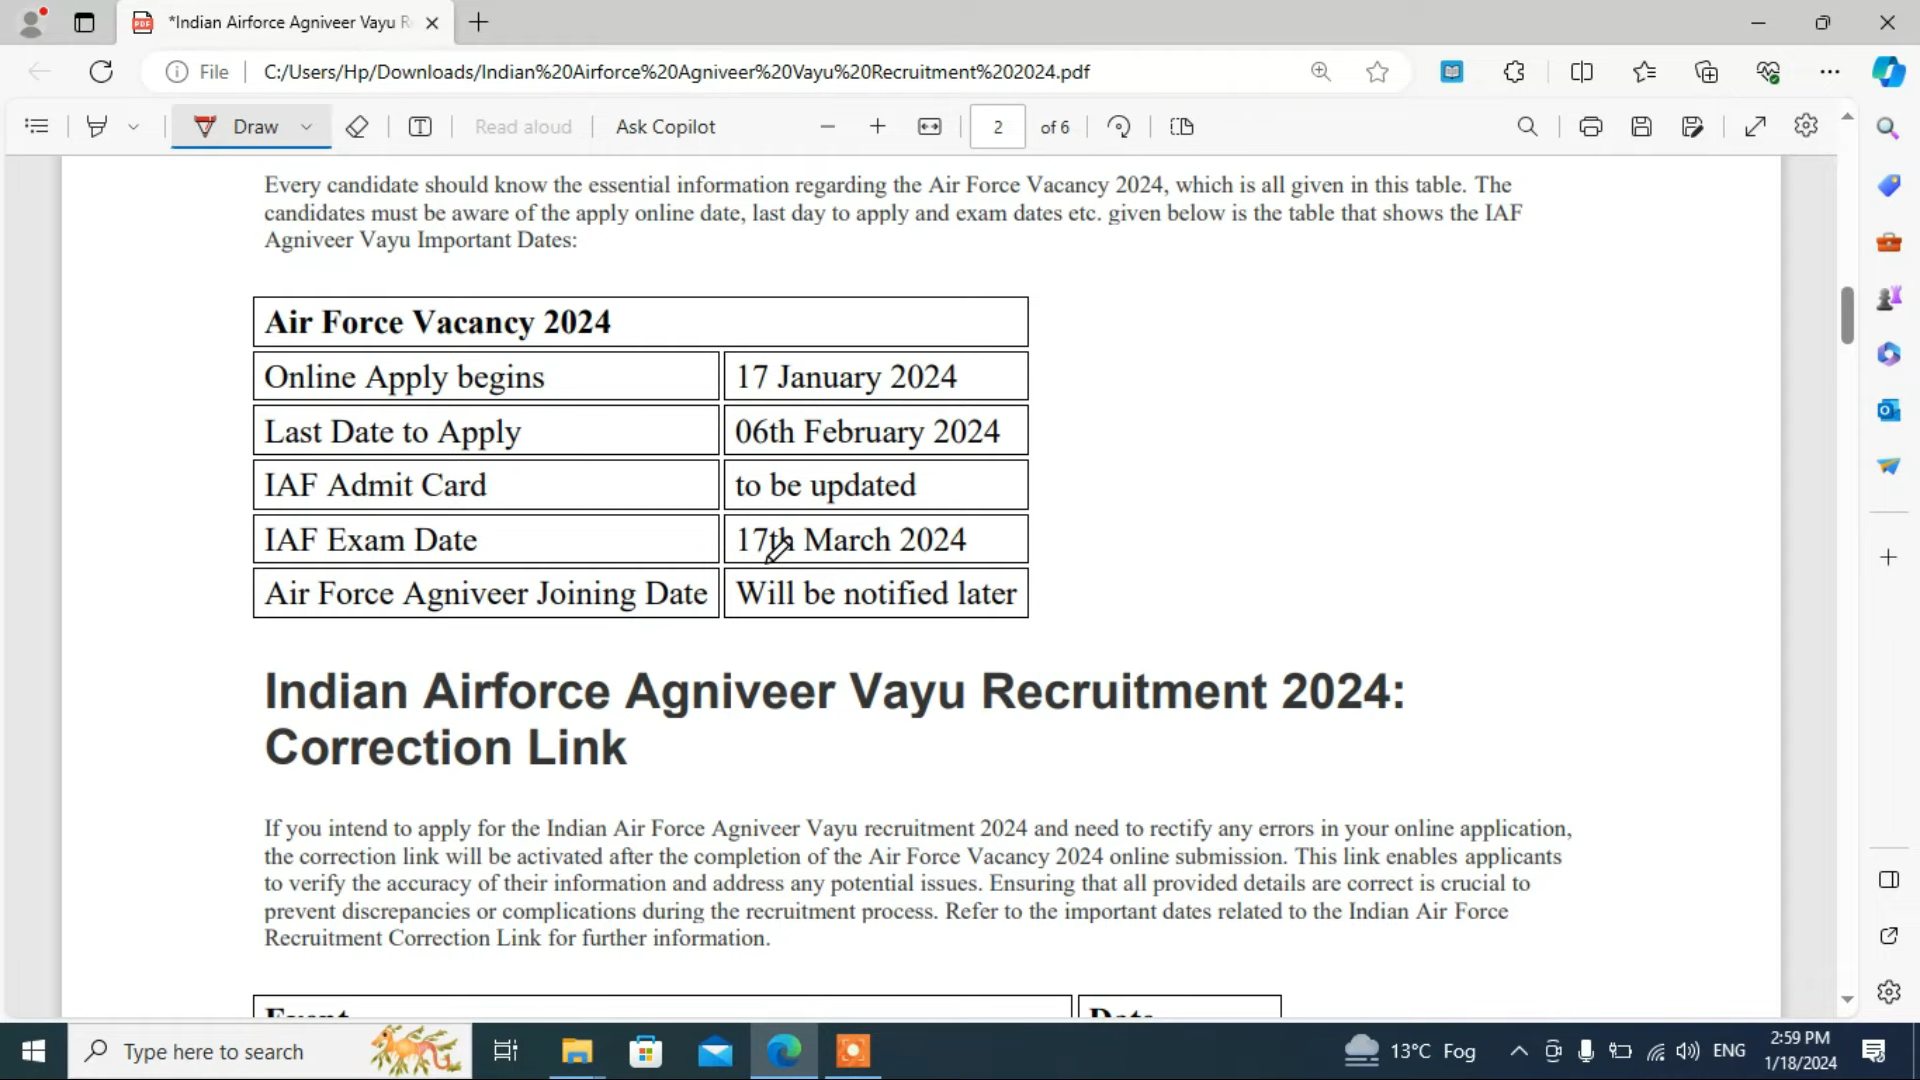 *Indian Airforce Agniveer Vayu R
File
C:/Users/Hp/Downloads/Indian%20Airforce%20Agniveer%20Vayu%20Recruitment%202024.pdf
Draw
Read aloud
Ask Copilot
2
of 6
Every candidate should know the essential information regarding the Air Force Vacancy 2024, which is all given in this table. The
candidates must be aware of the apply online date, last day to apply and exam dates etc. given below is the table that shows the IAF
Agniveer Vayu Important Dates:
Air Force Vacancy 2024
Online Apply begins 17 January 2024
Last Date to Apply 06th February 2024
IAF Admit Card to be updated
IAF Exam Date 17th March 2024
Air Force Agniveer Joining Date Will be notified later
Indian Airforce Agniveer Vayu Recruitment 2024:
Correction Link
If you intend to apply for the Indian Air Force Agniveer Vayu recruitment 2024 and need to rectify any errors in your online application,
the correction link will be activated after the completion of the Air Force Vacancy 2024 online submission. This link enables applicants
to verify the accuracy of their information and address any potential issues. Ensuring that all provided details are correct is crucial to
prevent discrepancies or complications during the recruitment process. Refer to the important dates related to the Indian Air Force
Recruitment Correction Link for further information.
Event Date
Type here to search
13°C Fog
ENG
2:59 PM
1/18/2024